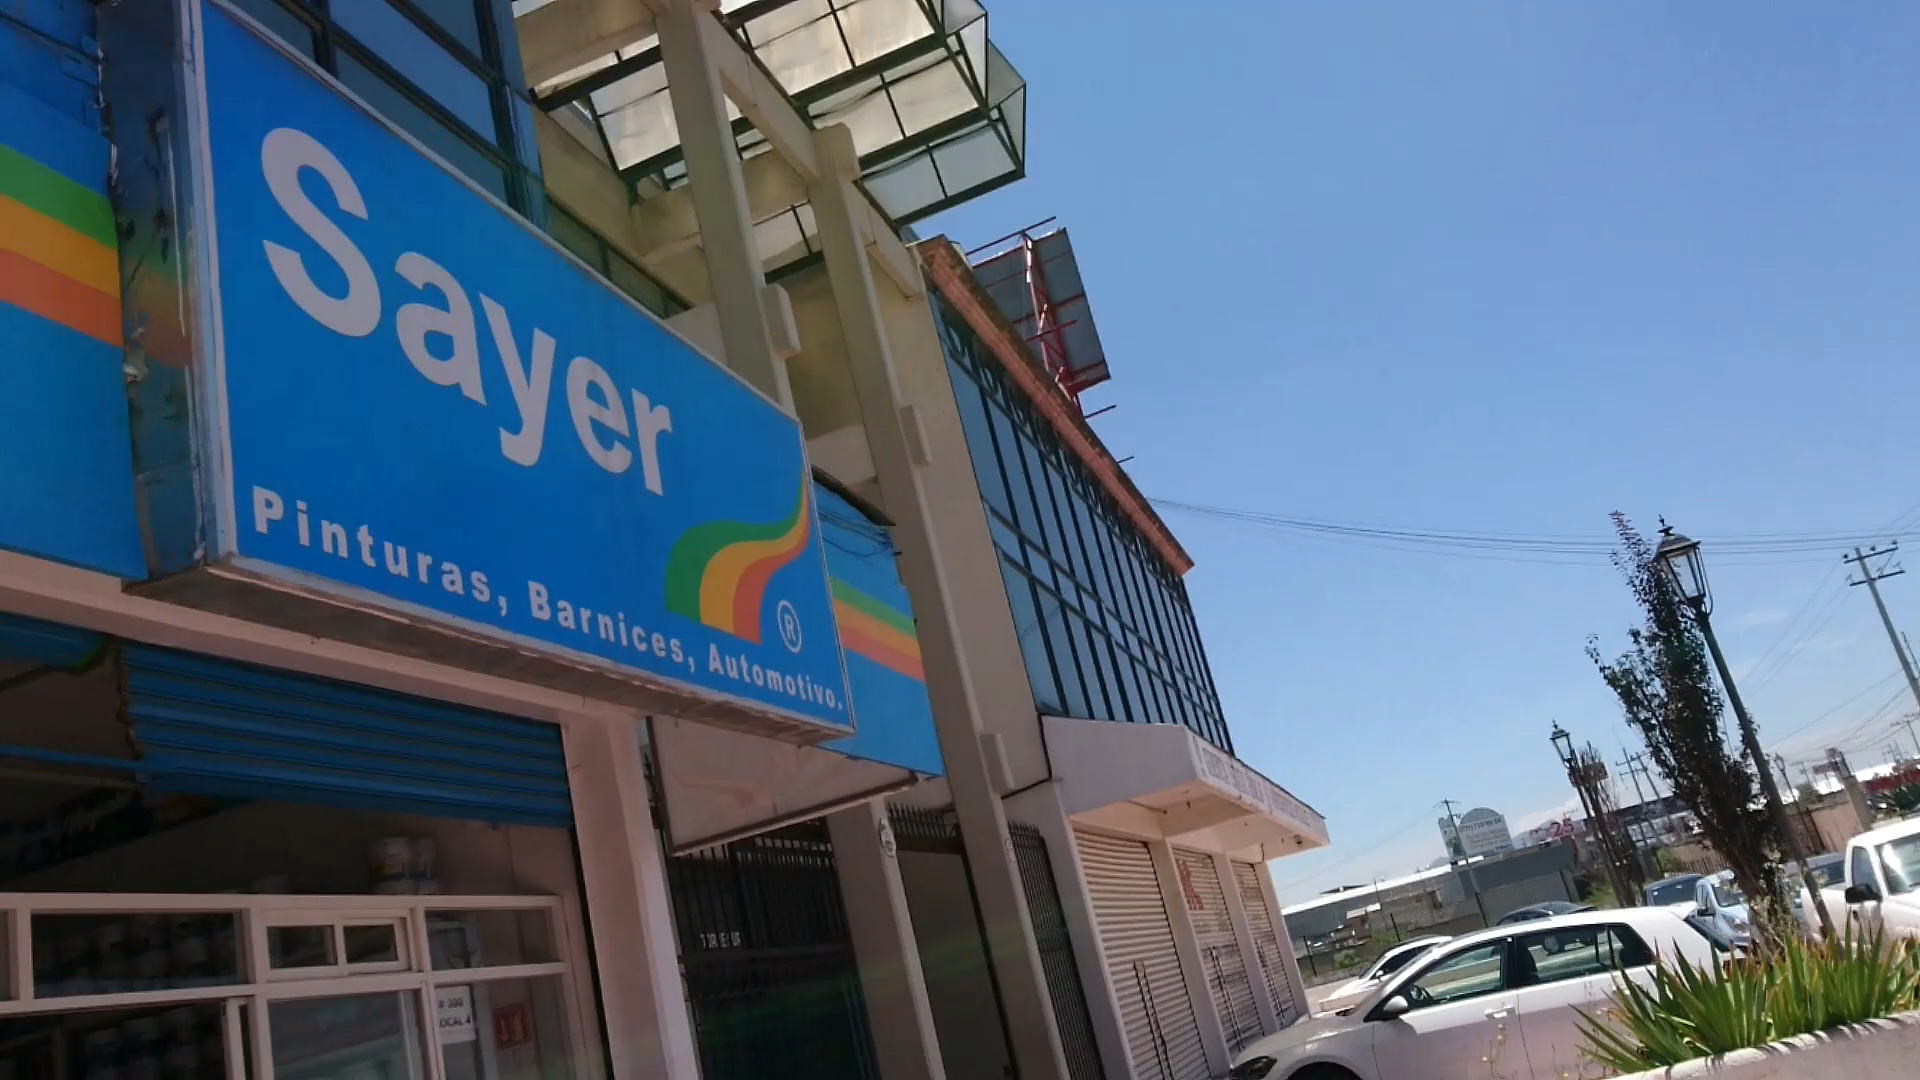 Sayer
Pinturas, Barnices, Automotivo.
®
# 300
LOCAL 4